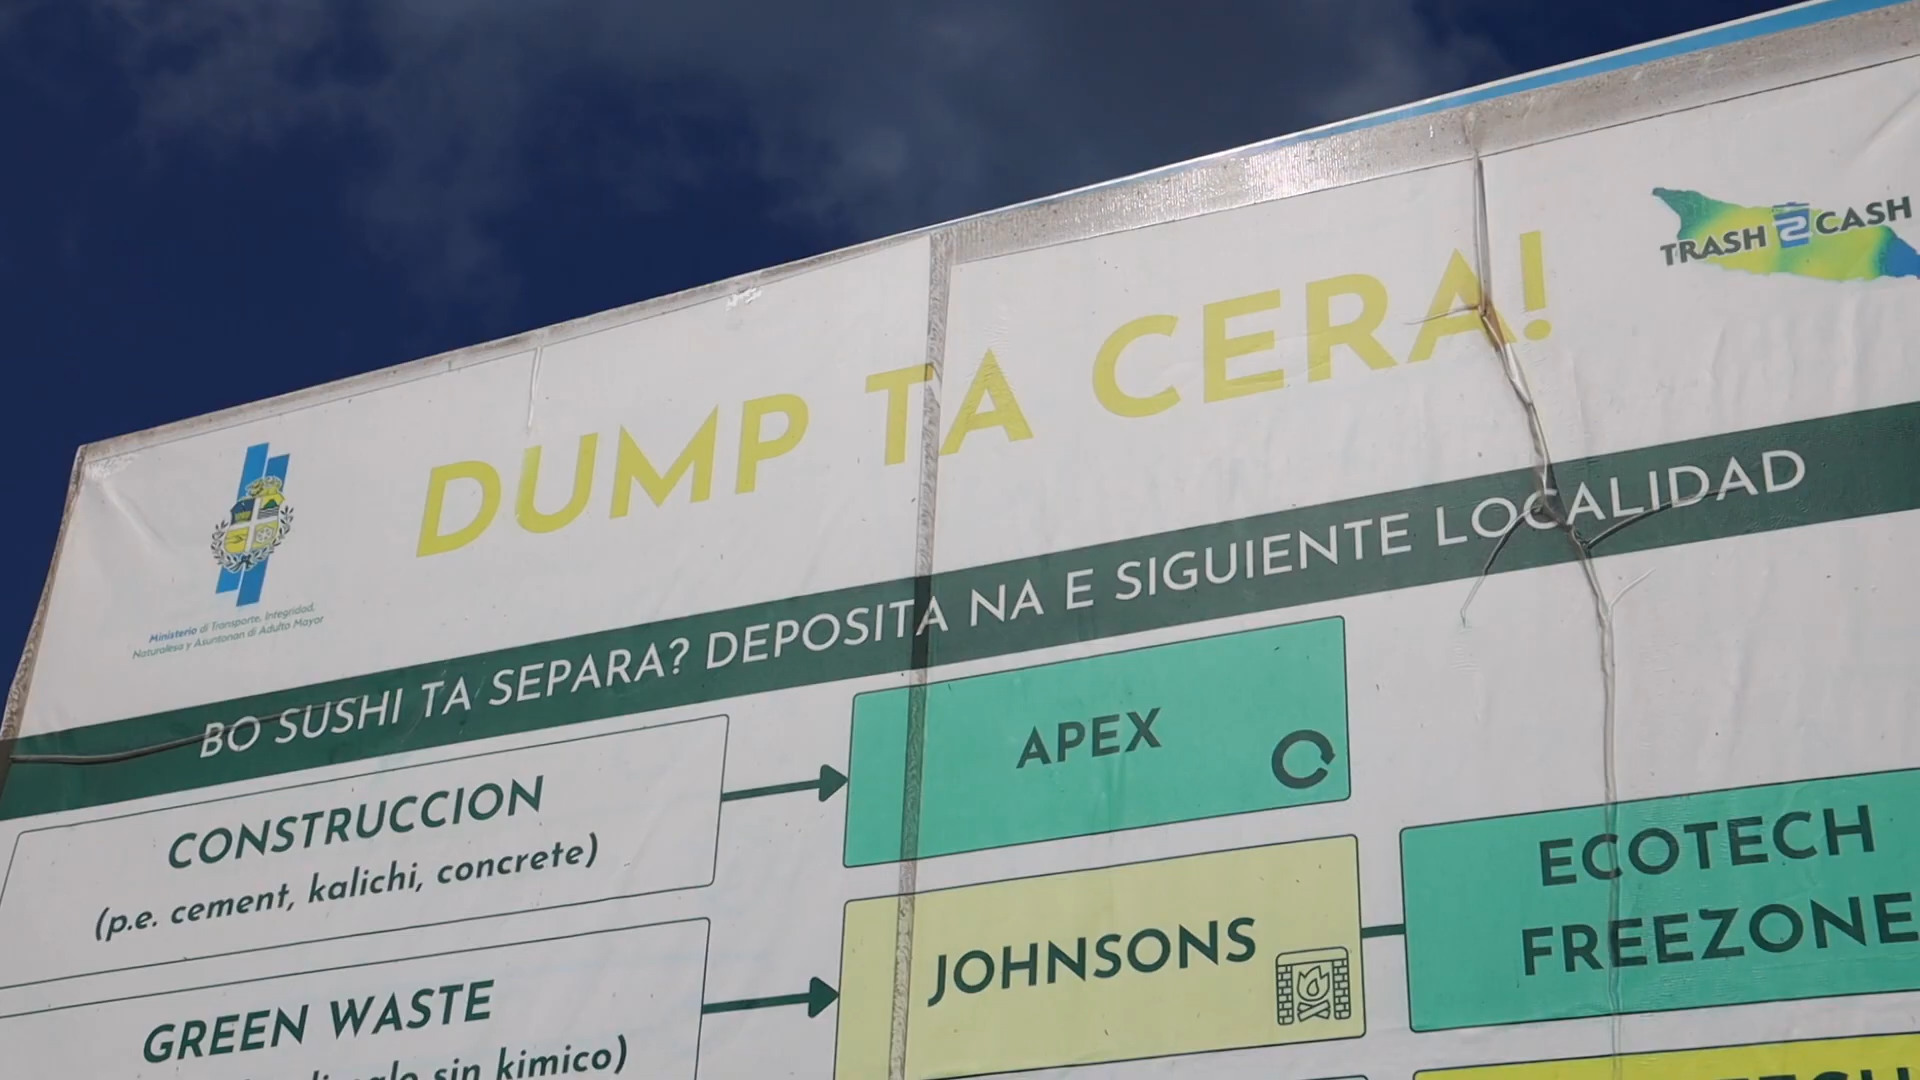 TRASH 2 CASH
DUMP TA CERA!
Ministerio di Transporte, Integridad,
Naturalesa y Asuntonan di Adulto Mayor
BO SUSHI TA SEPARA? DEPOSITA NA E SIGUIENTE LOCALIDAD
CONSTRUCCION
(p.e. cement, kalichi, concrete)
APEX
GREEN WASTE
sin kimico)
JOHNSONS
ECOTECH
FREEZONE